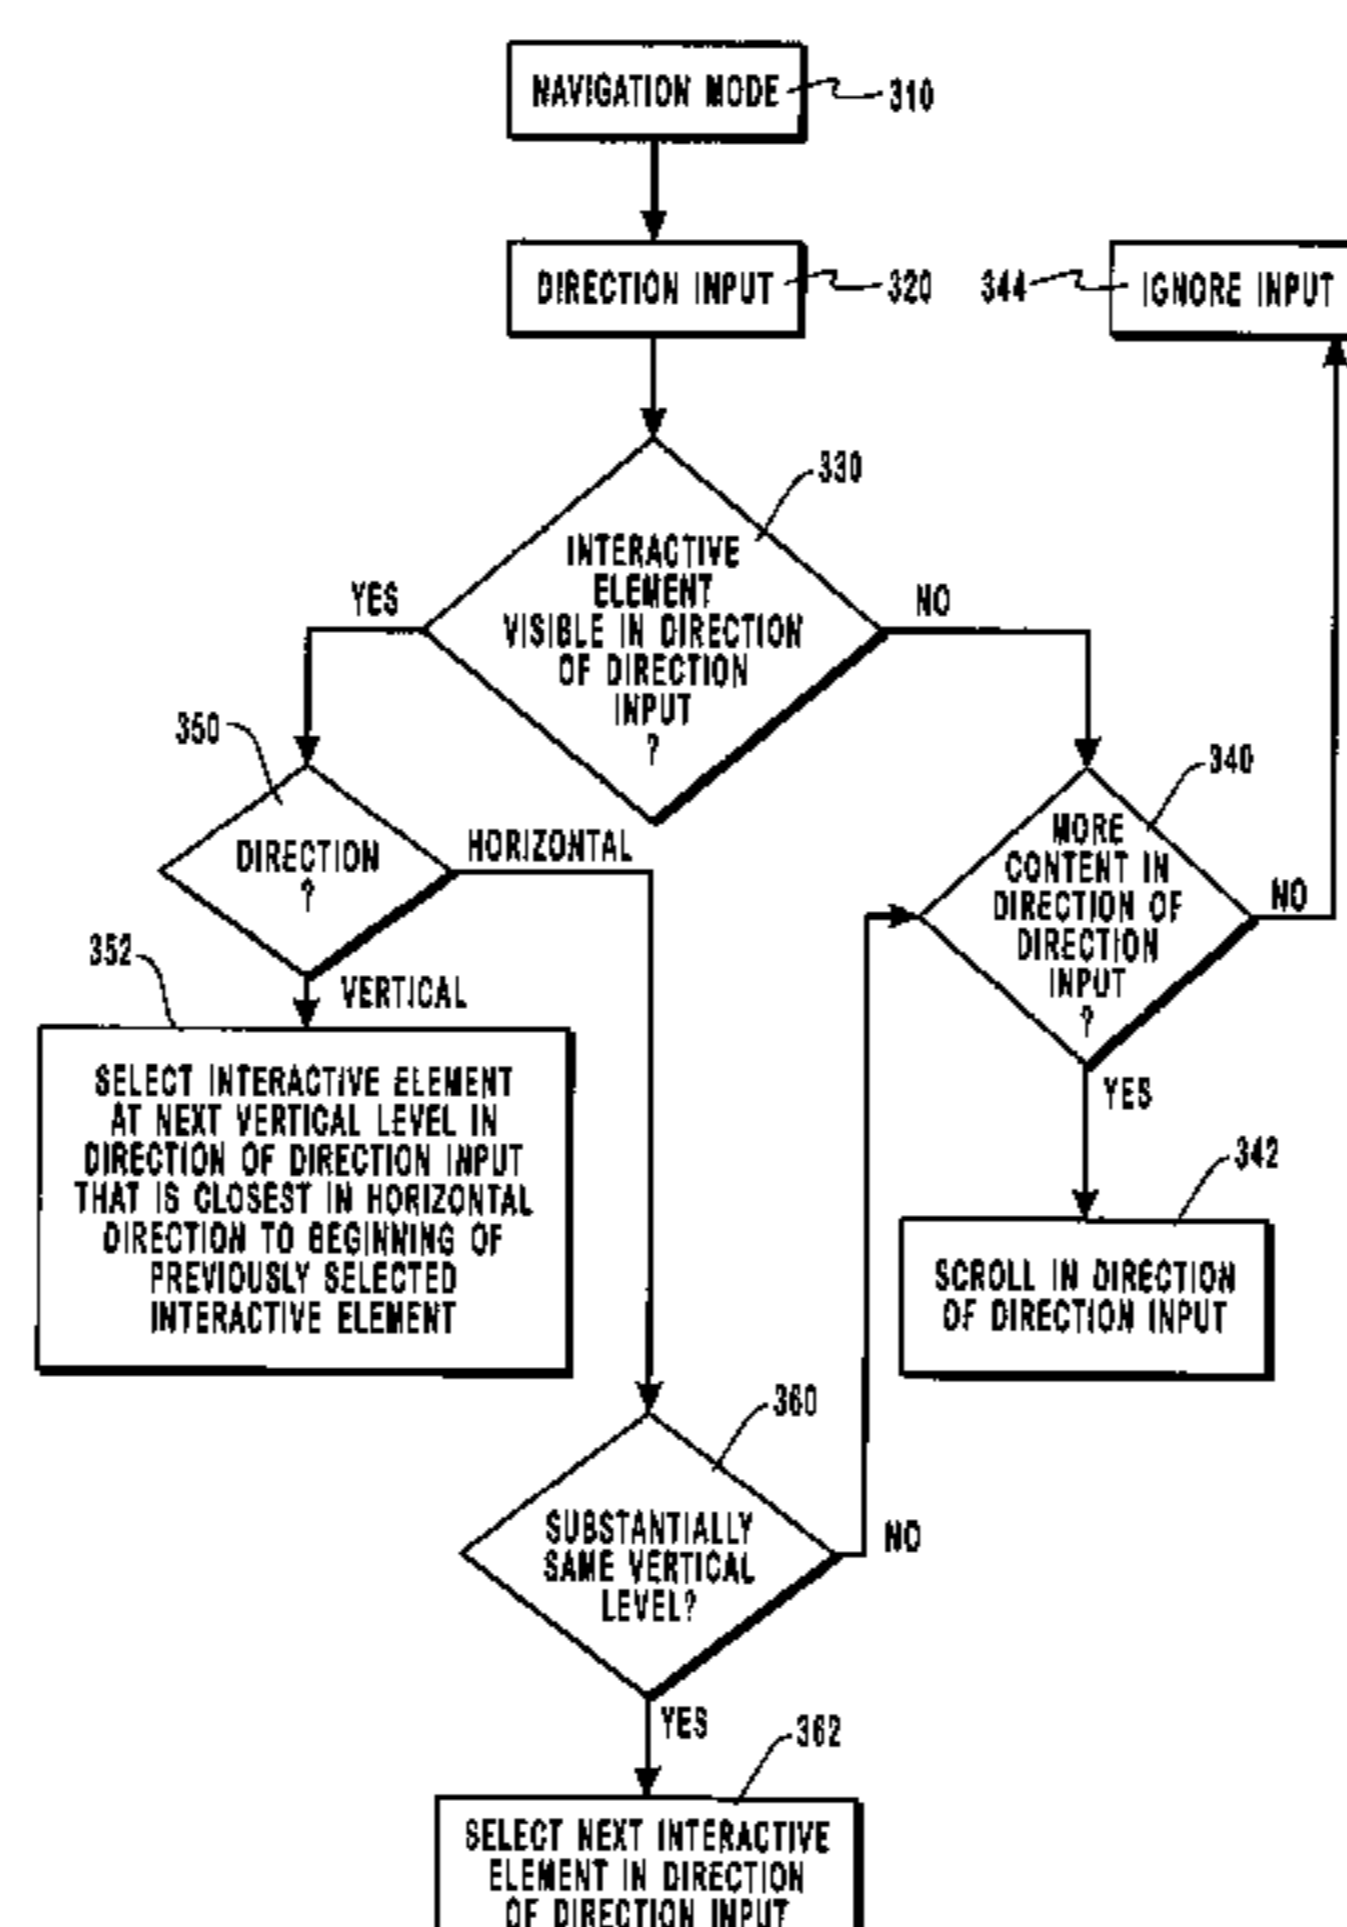 NAVIGATION MODE
310
DIRECTION INPUT
320
344
IGNORE INPUT
330
INTERACTIVE
ELEMENT
VISIBLE IN DIRECTION
OF DIRECTION
INPUT
?
YES
NO
350
DIRECTION
?
HORIZONTAL
VERTICAL
340
MORE
CONTENT IN
DIRECTION OF
DIRECTION
INPUT
?
NO
YES
352
SELECT INTERACTIVE ELEMENT
AT NEXT VERTICAL LEVEL IN
DIRECTION OF DIRECTION INPUT
THAT IS CLOSEST IN HORIZONTAL
DIRECTION TO BEGINNING OF
PREVIOUSLY SELECTED
INTERACTIVE ELEMENT
342
SCROLL IN DIRECTION
OF DIRECTION INPUT
360
SUBSTANTIALLY
SAME VERTICAL
LEVEL?
NO
YES
362
SELECT NEXT INTERACTIVE
ELEMENT IN DIRECTION
OF DIRECTION INPUT